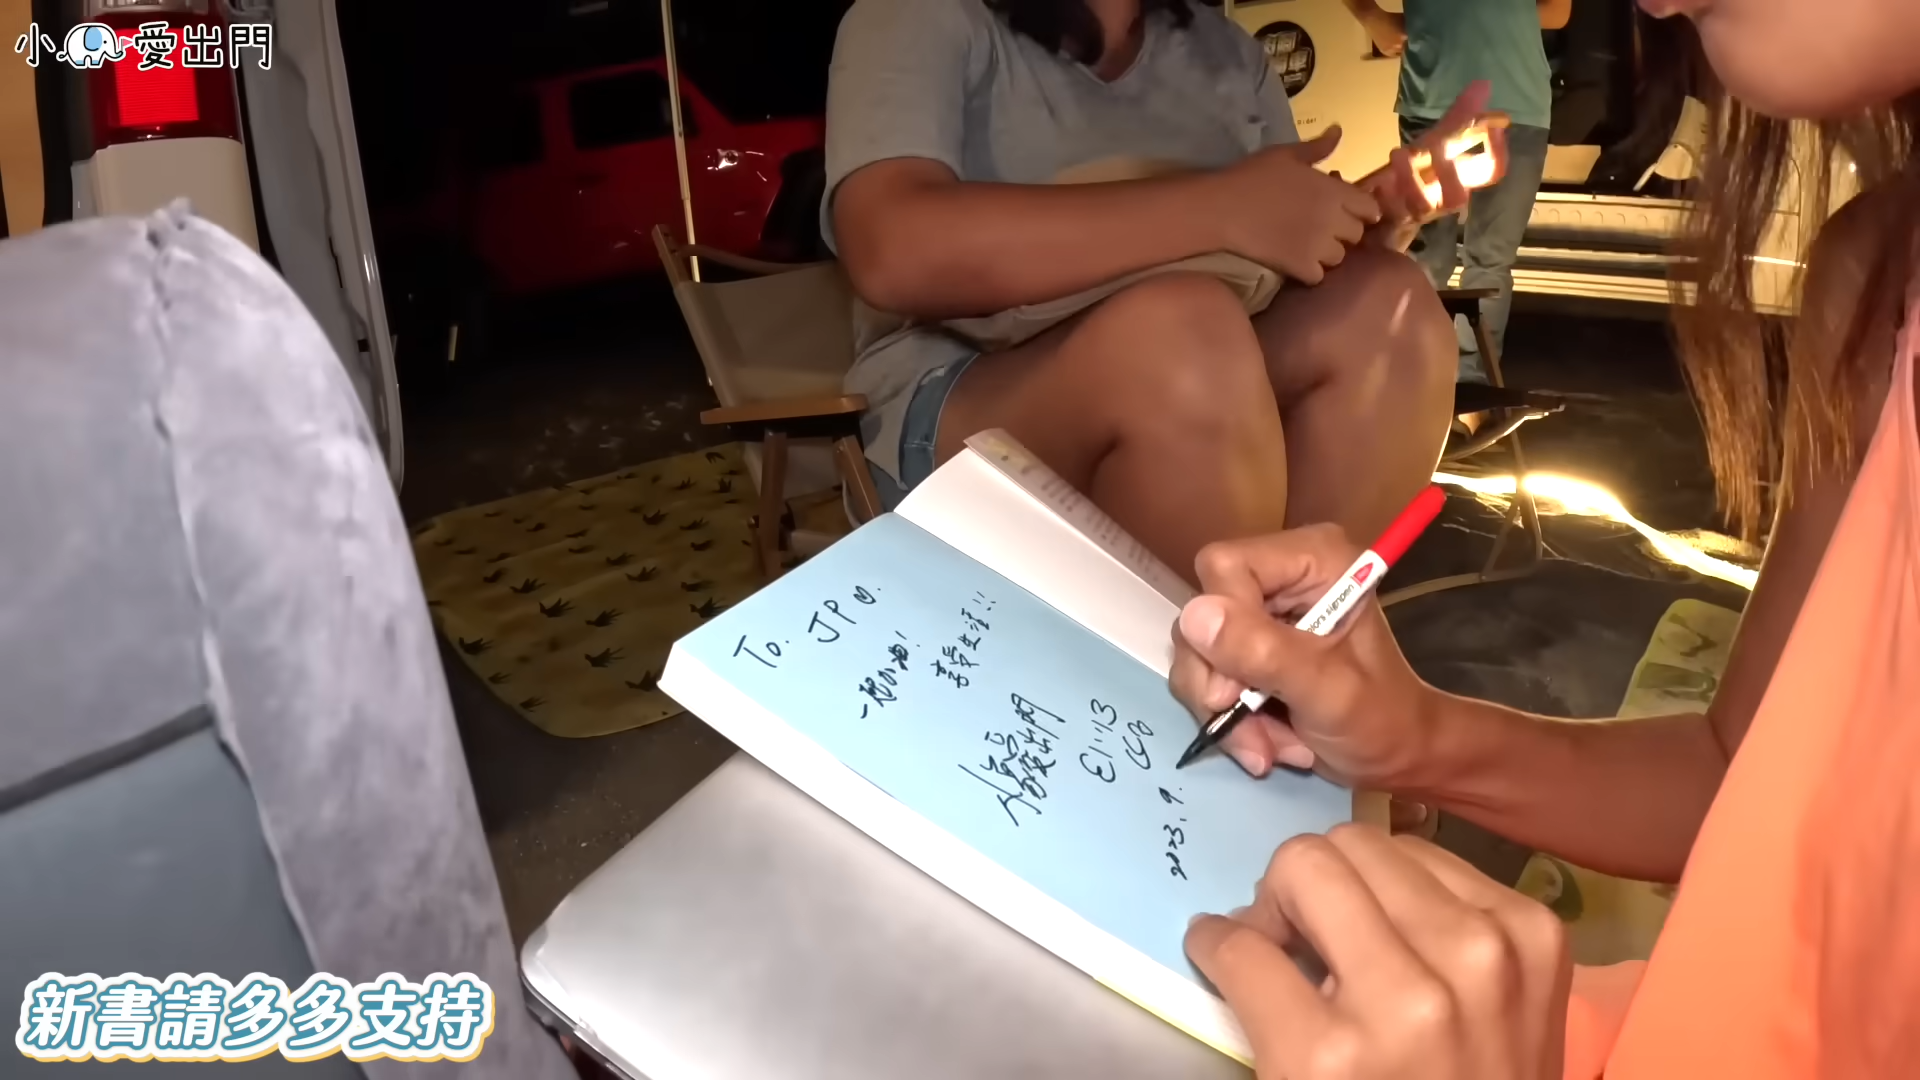 小愛出門
To. JP
一起加油!
享受生活!!
小象愛出門
2023. 9.
新書請多多支持